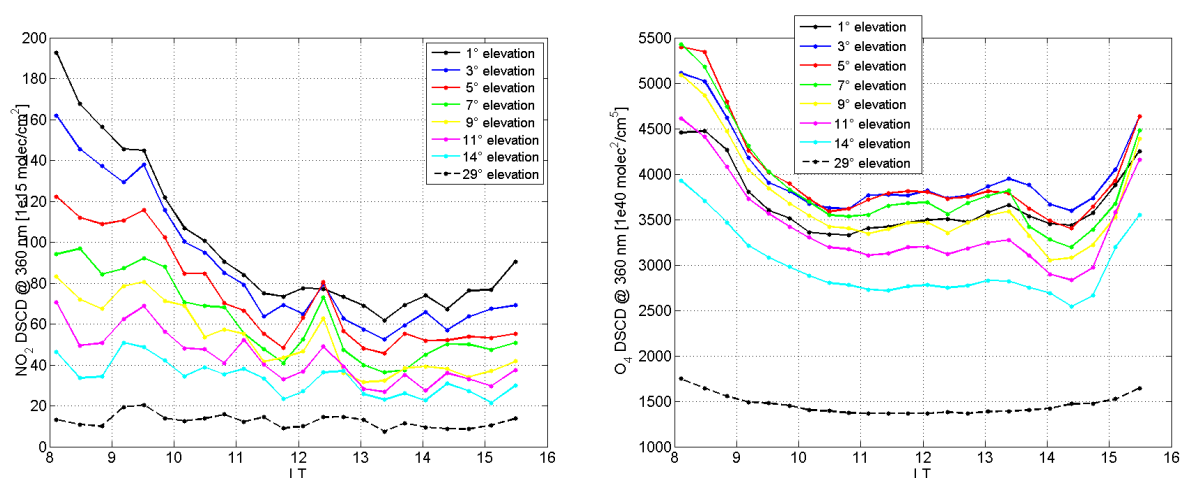 NO₂ DSCD @ 360 nm [1e15 molec/cm²]
200
180
160
140
120
100
80
60
40
20
0
8 9 10 11 12 13 14 15 16
LT
1° elevation
3° elevation
5° elevation
7° elevation
9° elevation
11° elevation
14° elevation
29° elevation
O₄ DSCD @ 360 nm [1e40 molec²/cm⁵]
5500
5000
4500
4000
3500
3000
2500
2000
1500
1000
8 9 10 11 12 13 14 15 16
LT
1° elevation
3° elevation
5° elevation
7° elevation
9° elevation
11° elevation
14° elevation
29° elevation